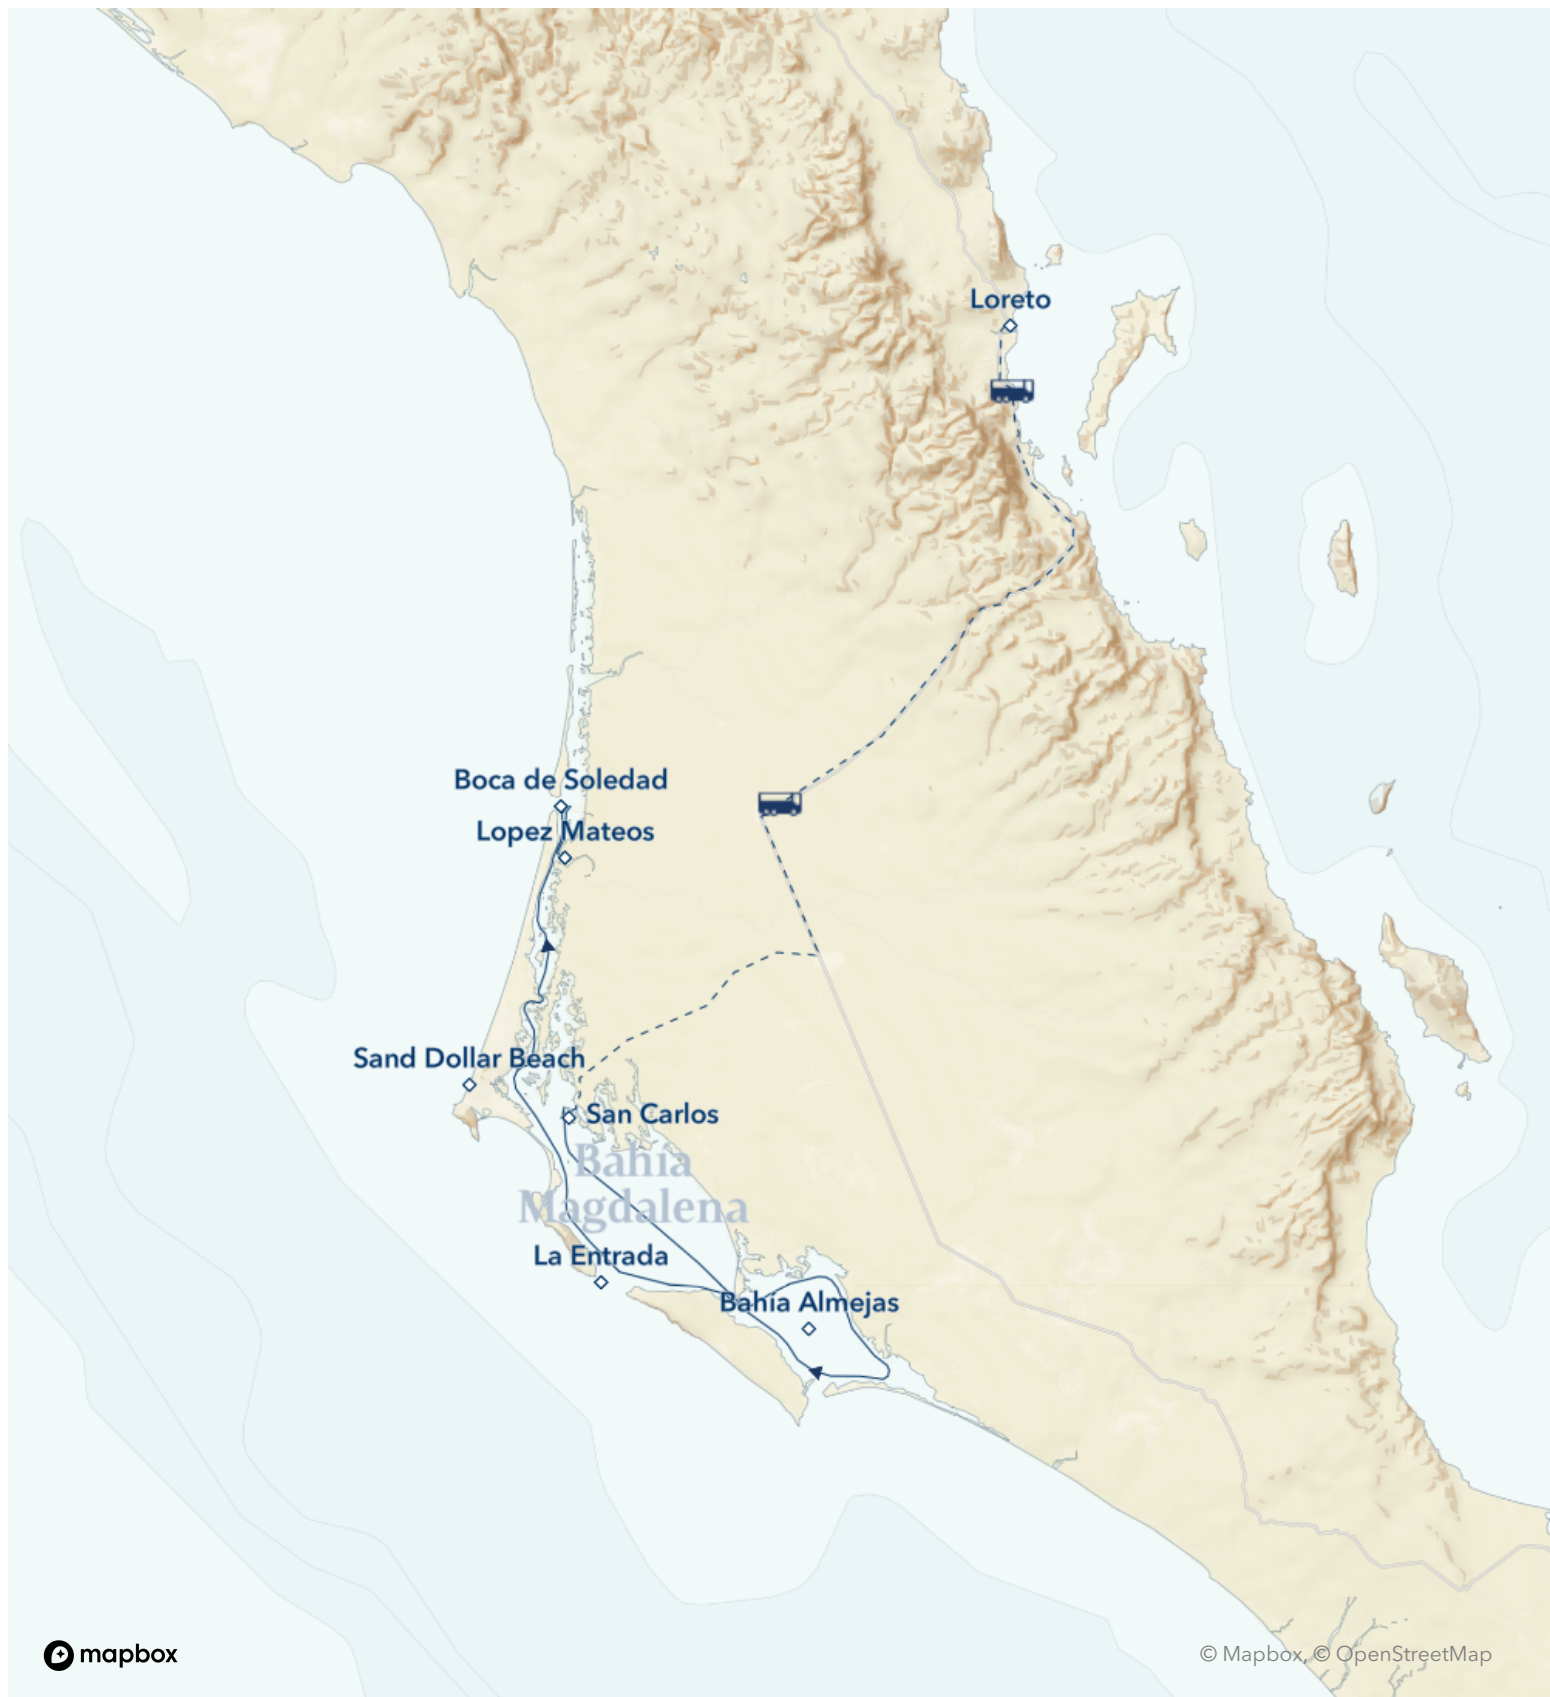 Loreto
Boca de Soledad
Lopez Mateos
Sand Dollar Beach
San Carlos
Bahia
Magdalena
La Entrada
Bahía Almejas
mapbox
© Mapbox, © OpenStreetMap